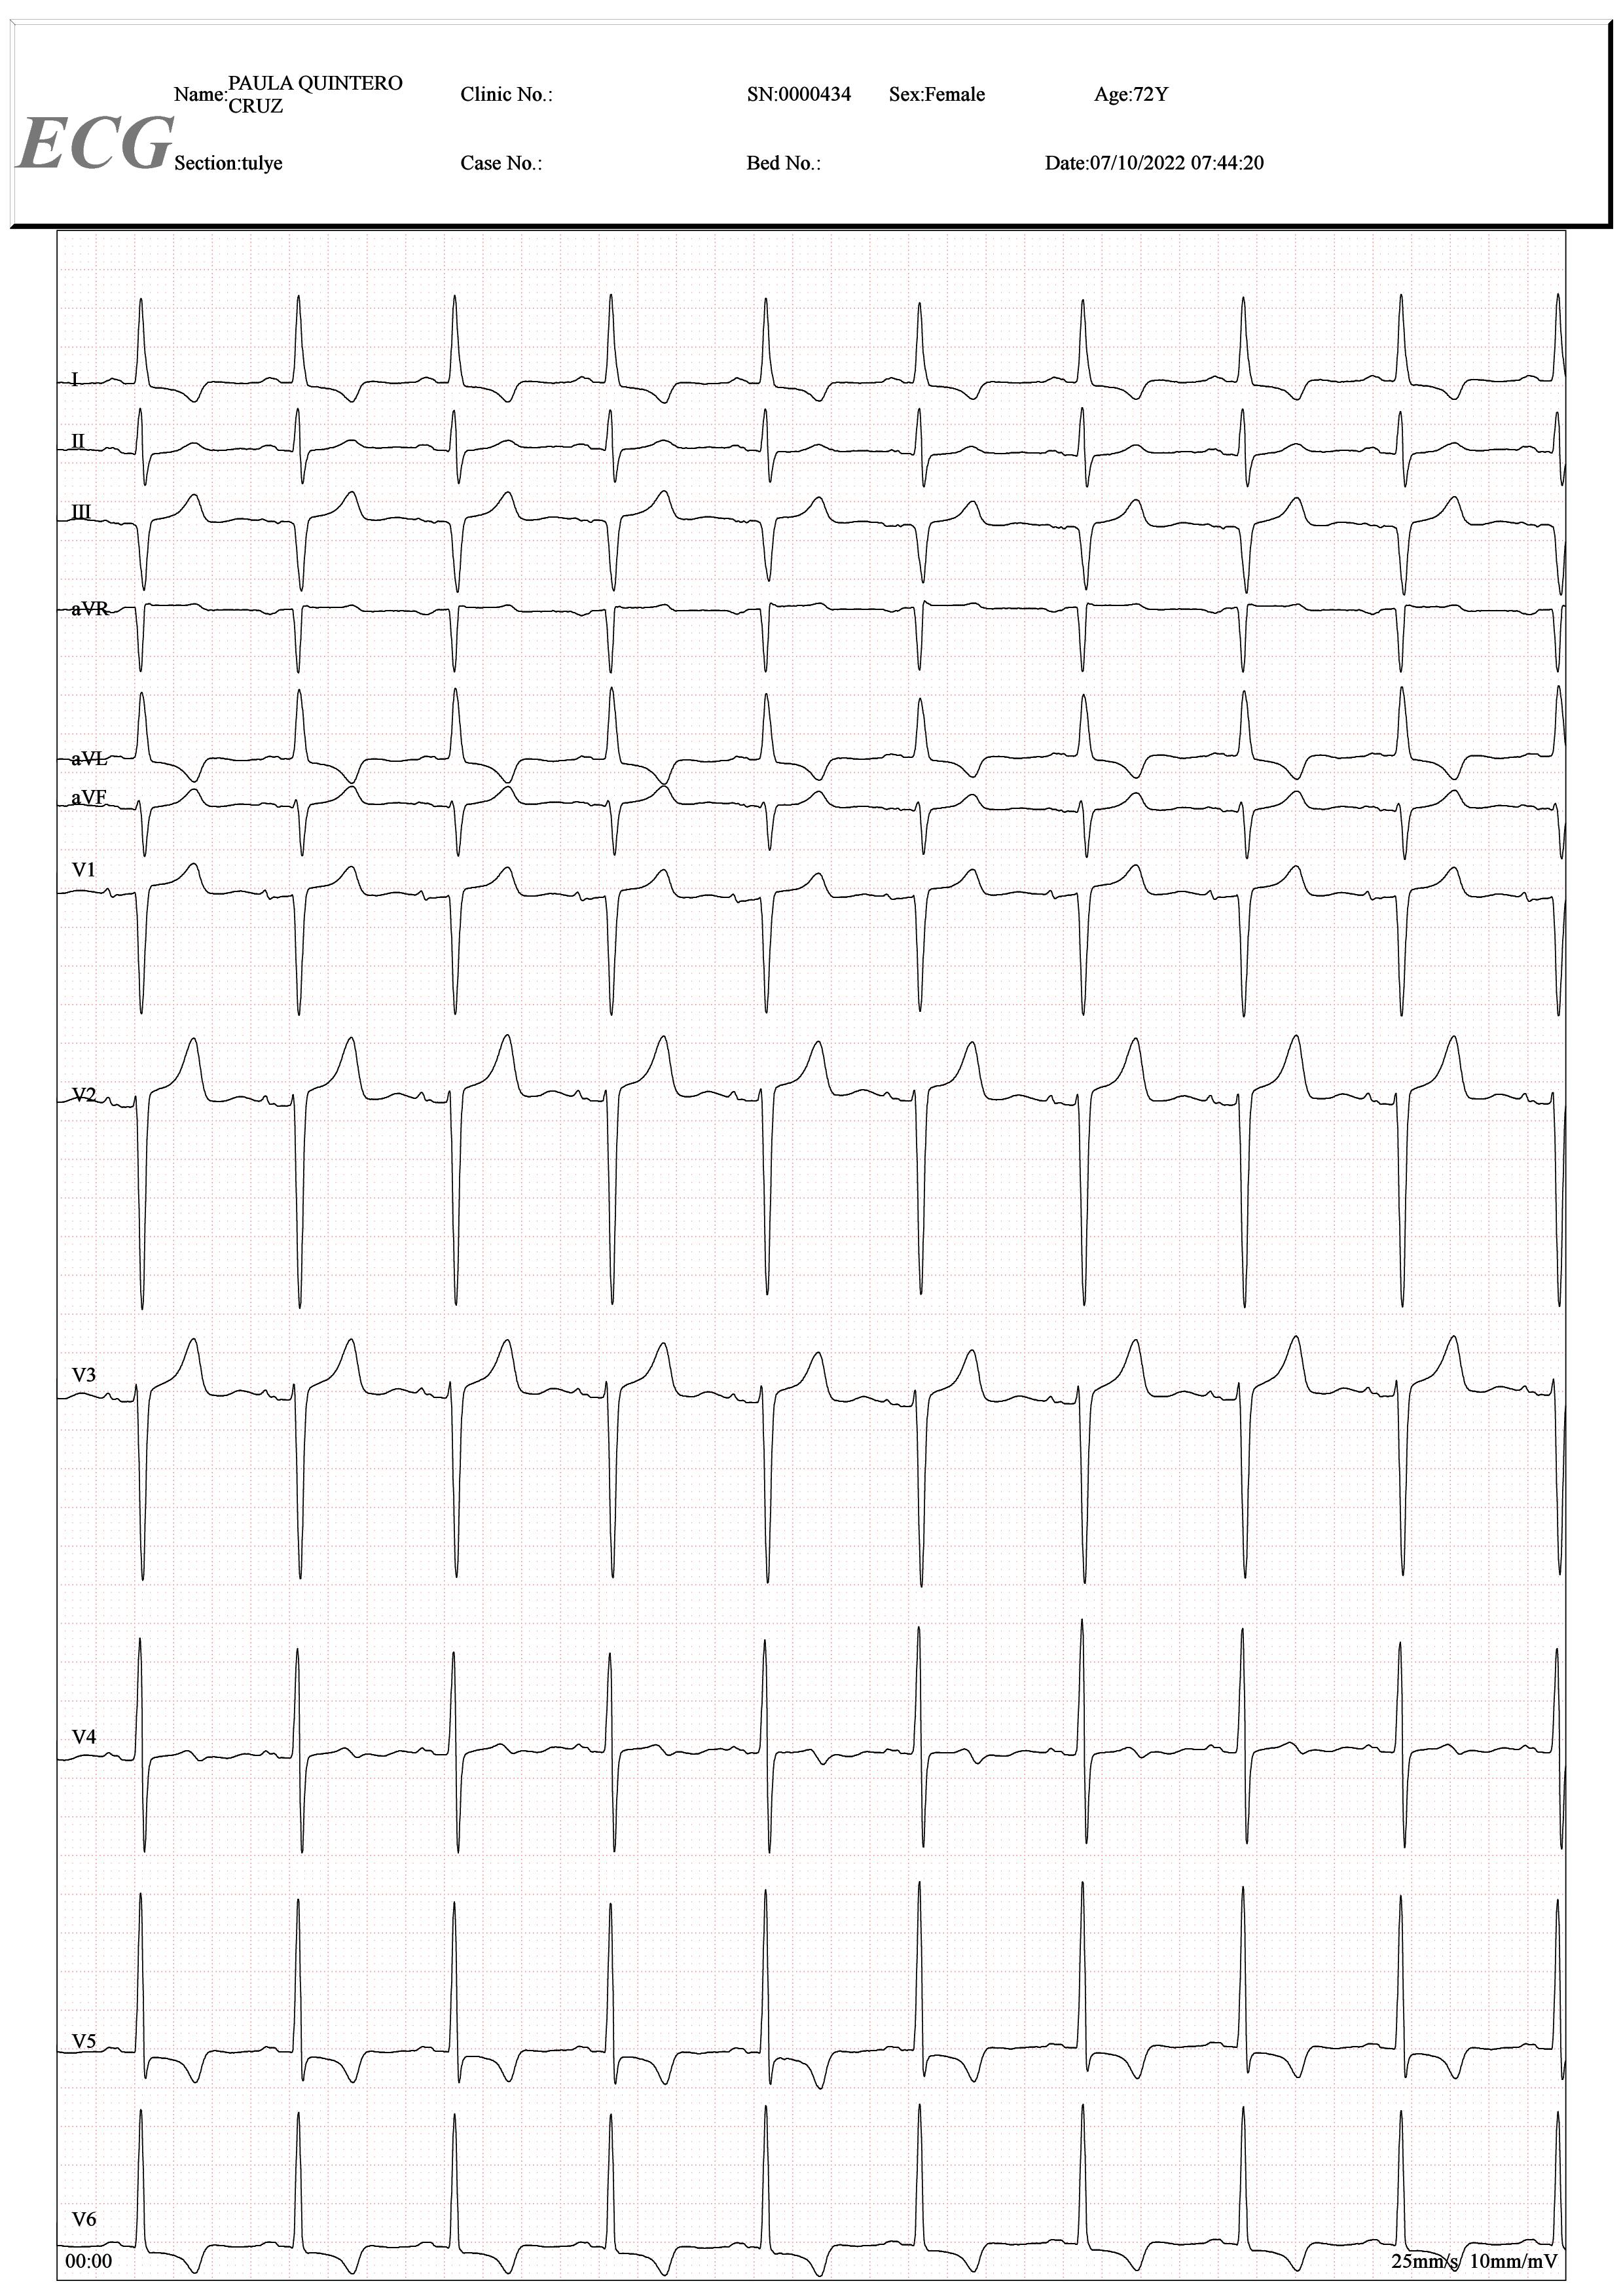 ECG
Name:PAULA QUINTERO CRUZ
Clinic No.:
SN:0000434
Sex:Female
Age:72Y
Section:tulye
Case No.:
Bed No.:
Date:07/10/2022 07:44:20
I
II
III
aVR
aVL
aVF
V1
V2
V3
V4
V5
V6
00:00
25mm/s 10mm/mV